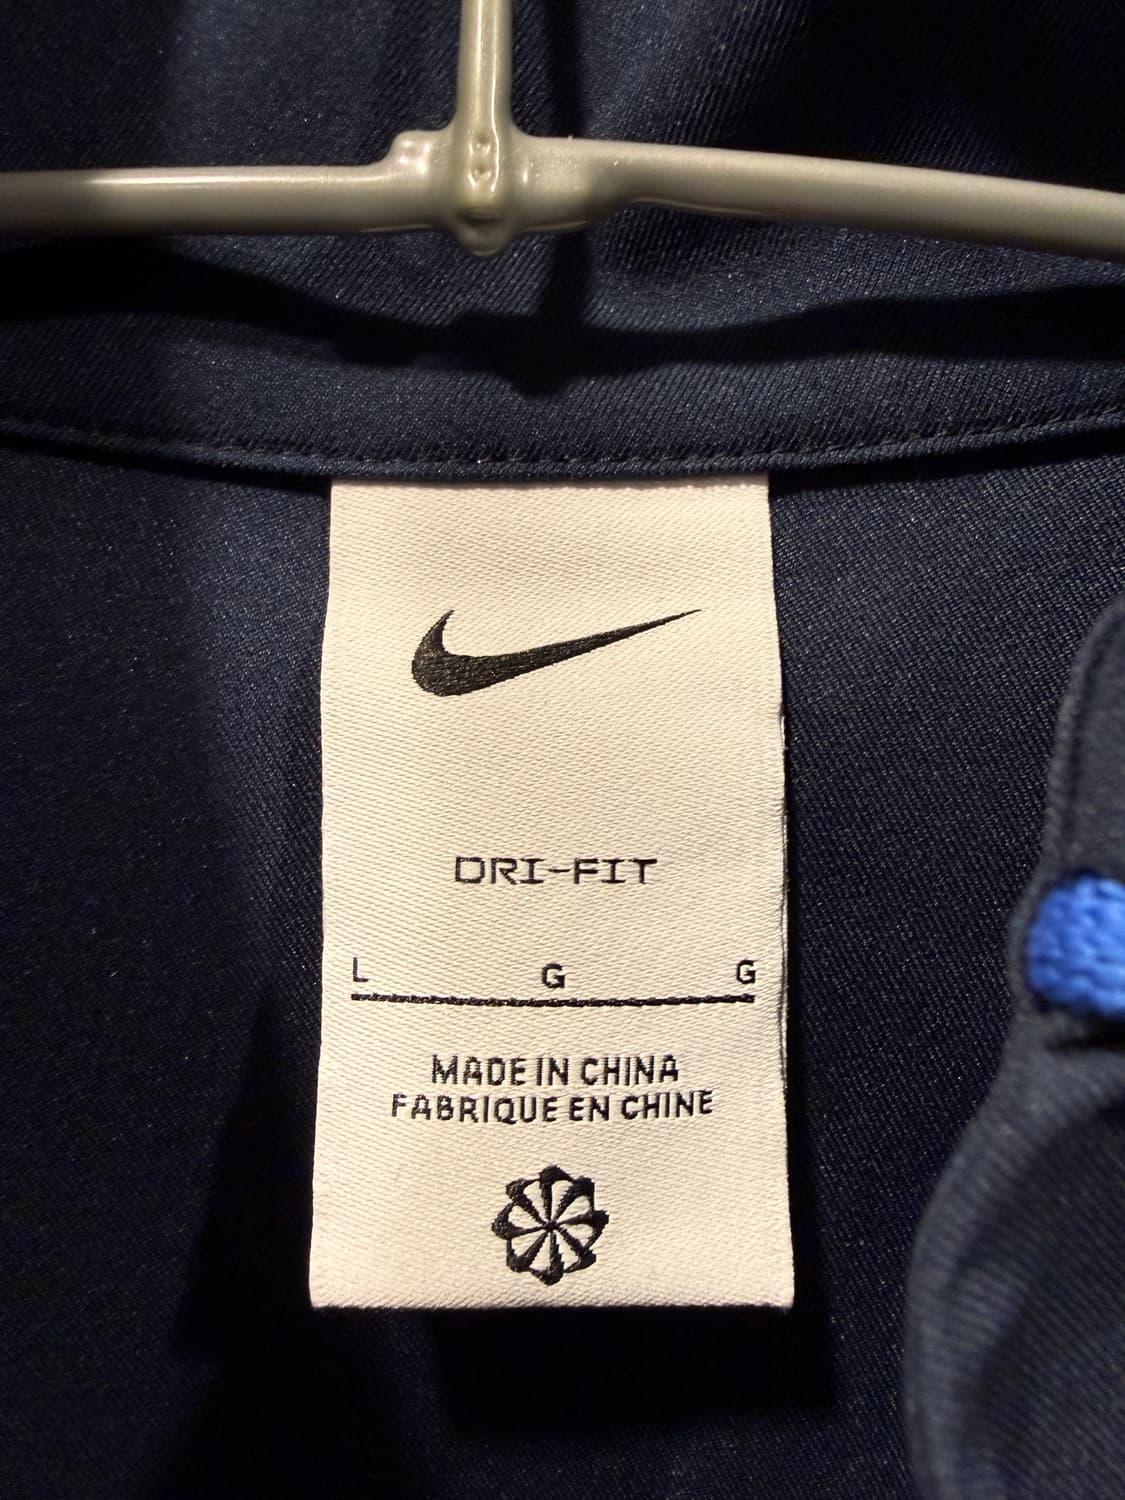 DRI-FIT
L G G
MADE IN CHINA
FABRIQUE EN CHINE